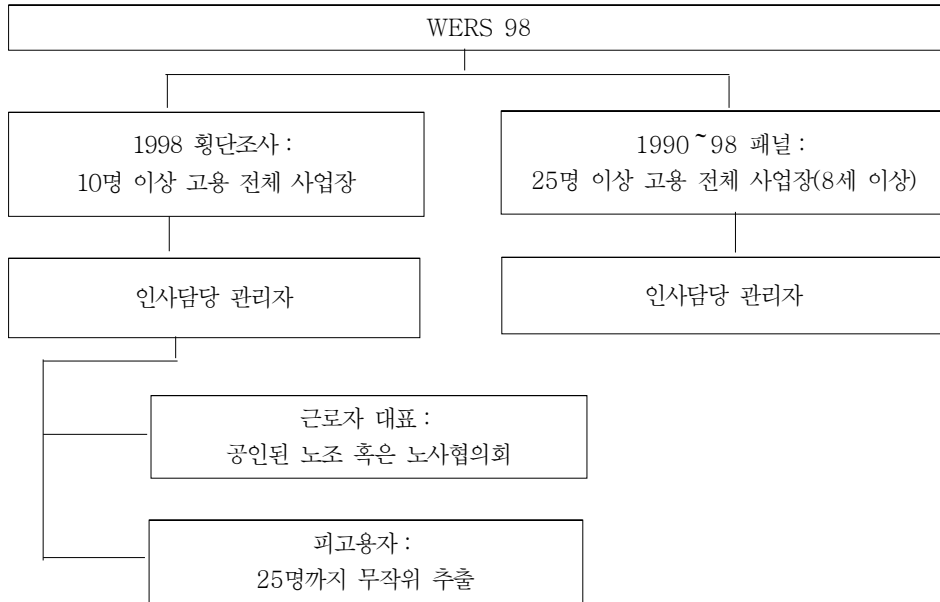 WERS 98
1998 횡단조사 :
10명 이상 고용 전체 사업장
1990~98 패널 :
25명 이상 고용 전체 사업장(8세 이상)
인사담당 관리자
인사담당 관리자
근로자 대표 :
공인된 노조 혹은 노사협의회
피고용자 :
25명까지 무작위 추출